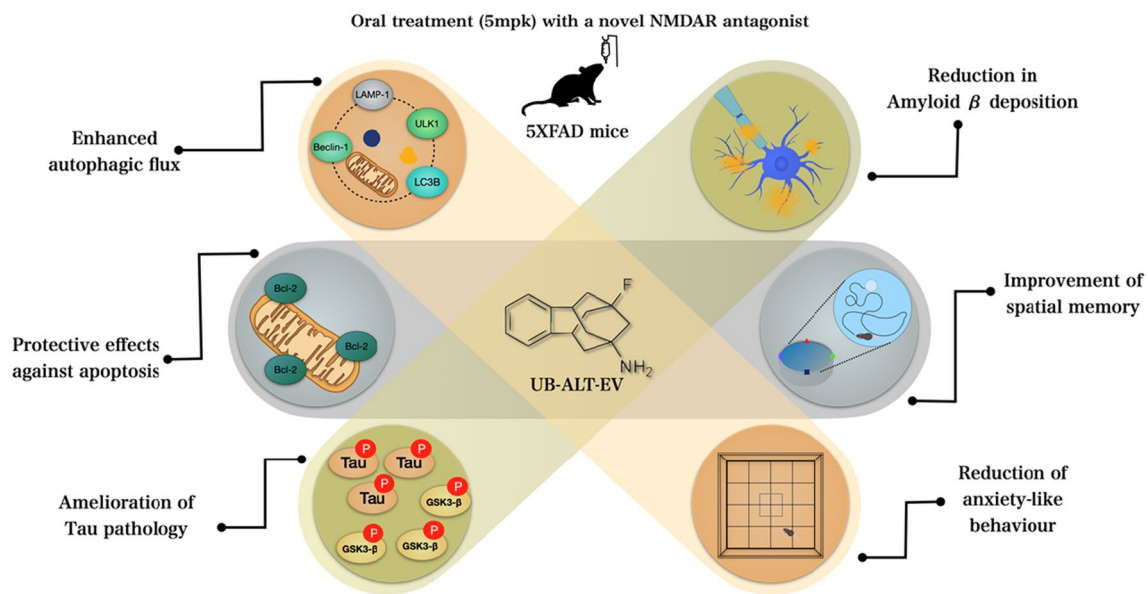 Oral treatment (5mpk) with a novel NMDAR antagonist
5XFAD mice
Enhanced
autophagic flux
LAMP-1
ULK1
Beclin-1
LC3B
Reduction in
Amyloid β deposition
Protective effects
against apoptosis
Bcl-2
Bcl-2
Bcl-2
F
NH₂
UB-ALT-EV
Improvement of
spatial memory
Amelioration of
Tau pathology
P
P
Tau
Tau
P
Tau
P
GSK3-β
P
P
GSK3-β
GSK3-β
Reduction of
anxiety-like
behaviour